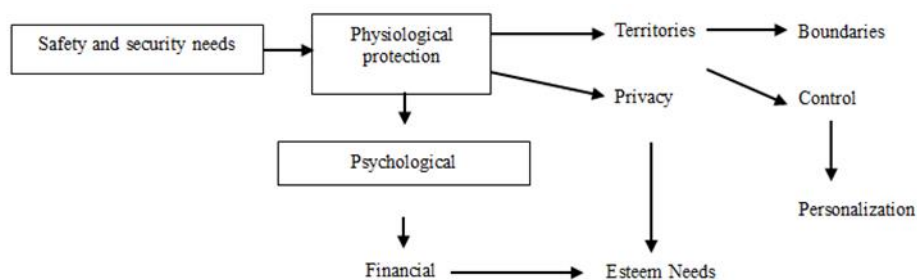 Safety and security needs
Physiological
protection
Territories
Boundaries
Privacy
Control
Psychological
Personalization
Financial
Esteem Needs